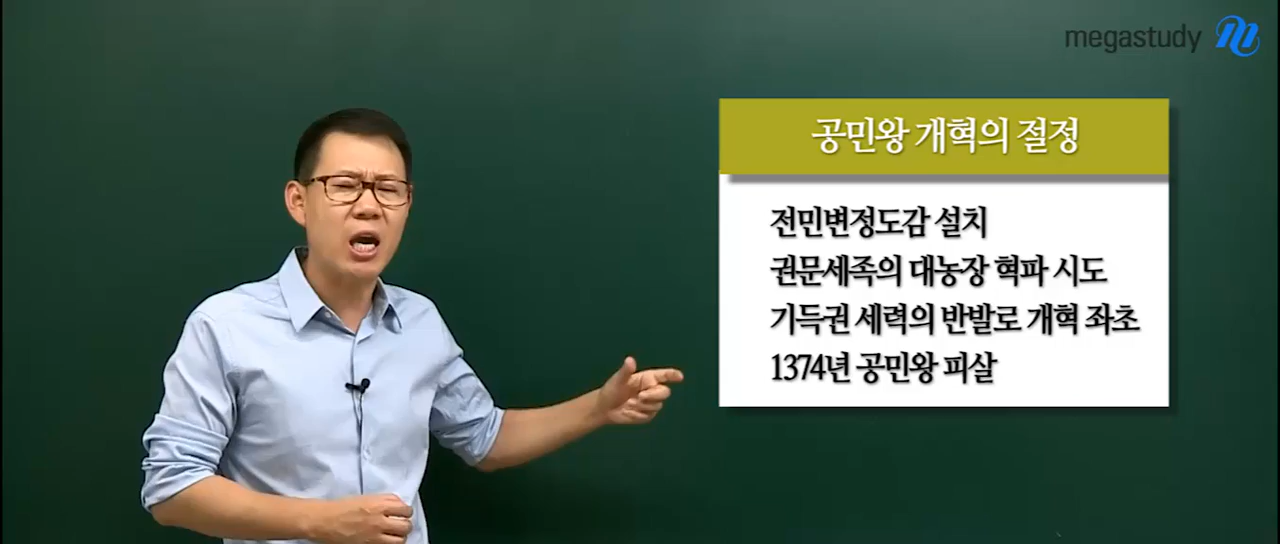 megastudy
공민왕 개혁의 절정
전민변정도감 설치
권문세족의 대농장 혁파 시도
기득권 세력의 반발로 개혁 좌초
1374년 공민왕 피살